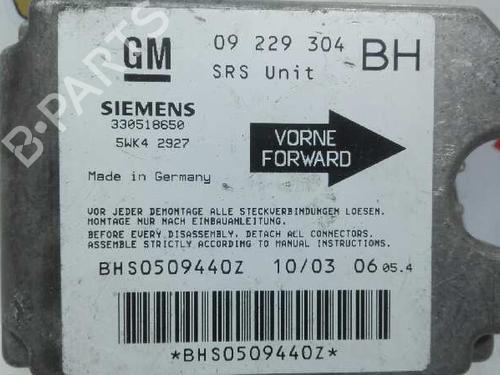 GM 09 229 304 BH
SRS Unit
SIEMENS
330518650
5WK4 2927
VORNE
FORWARD
Made in Germany
VOR JEDER DEMONTAGE ALLE STECKVERBINDUNGEN LOESEN.
MONTAGE NUR NACH EINBAUANLEITUNG.
BEFORE EVERY DISASSEMBLY, DETACH ALL CONNECTORS.
ASSEMBLE STRICTLY ACCORDING TO MANUAL INSTRUCTIONS.
BHS0509440Z 10/03 06 05.4
*BHS0509440Z*